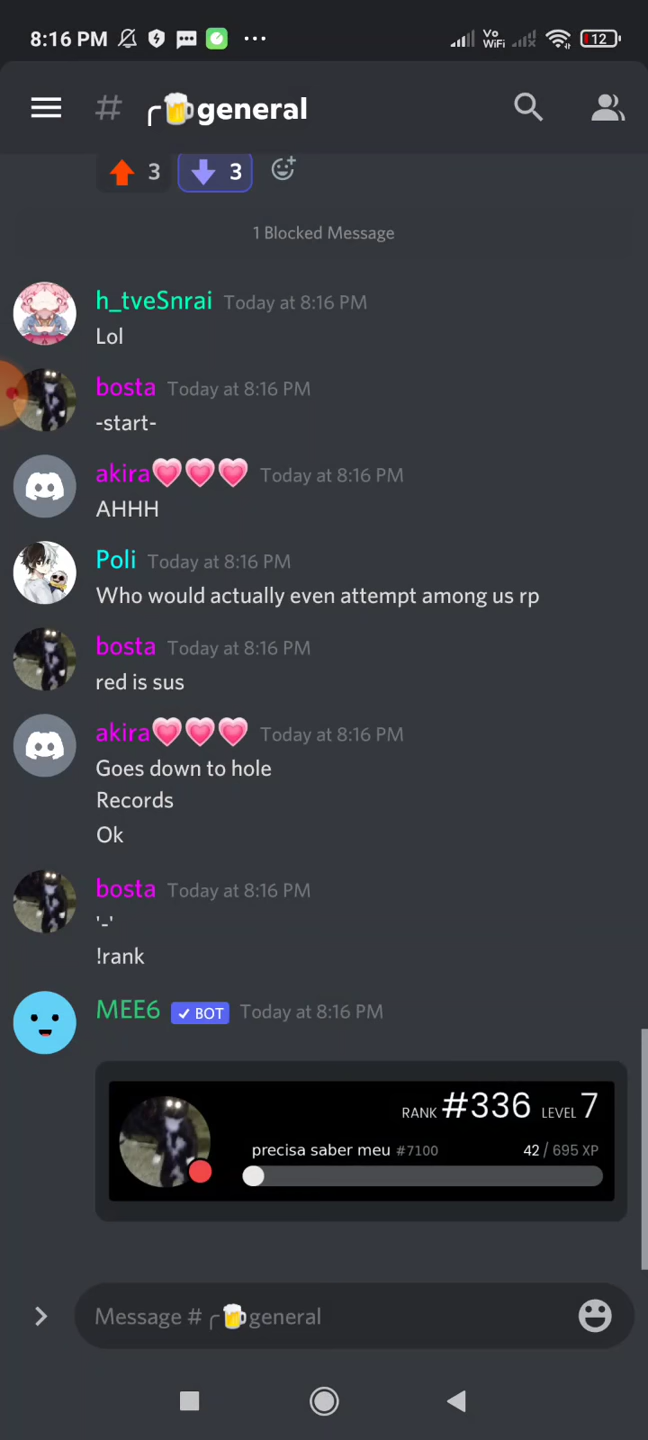 8:16 PM
Vo WiFi
12
# ╭🍺general
3
3
1 Blocked Message
h_tveSnrai Today at 8:16 PM
Lol
bosta Today at 8:16 PM
-start-
akira💗💗💗 Today at 8:16 PM
AHHH
Poli Today at 8:16 PM
Who would actually even attempt among us rp
bosta Today at 8:16 PM
red is sus
akira💗💗💗 Today at 8:16 PM
Goes down to hole
Records
Ok
bosta Today at 8:16 PM
'-'
!rank
MEE6 ✓ BOT Today at 8:16 PM
RANK #336 LEVEL 7
precisa saber meu #7100 42 / 695 XP
Message # ╭🍺general